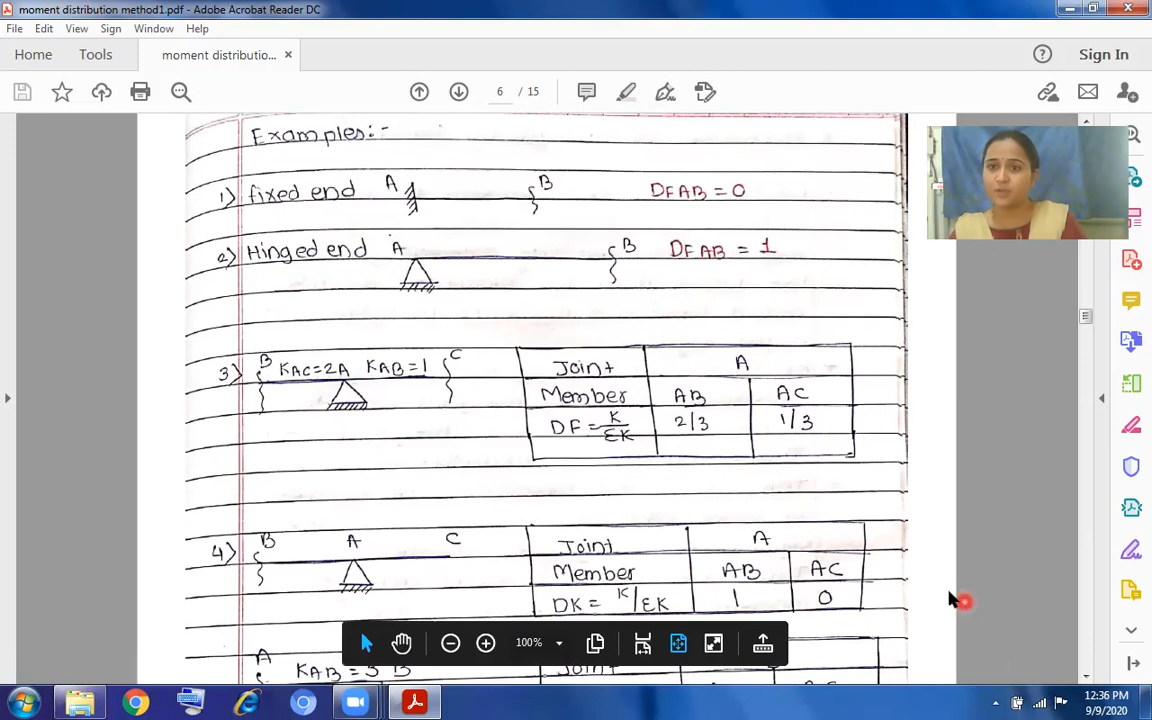 moment distribution method1.pdf - Adobe Acrobat Reader DC
File Edit View Sign Window Help
Home Tools moment distributio... × ? Sign In
6 / 15
Examples:-
1) fixed end A B DFAB = 0
2) Hinged end A B DFAB = 1
3) B KAC=2A KAB=1 C
Joint A
Member AB AC
DF = K/ΣK 2/3 1/3
4) B A C
Joint A
Member AB AC
DK = K/ΣK 1 0
100%
A KAB = 3 B
Joint
12:36 PM
9/9/2020